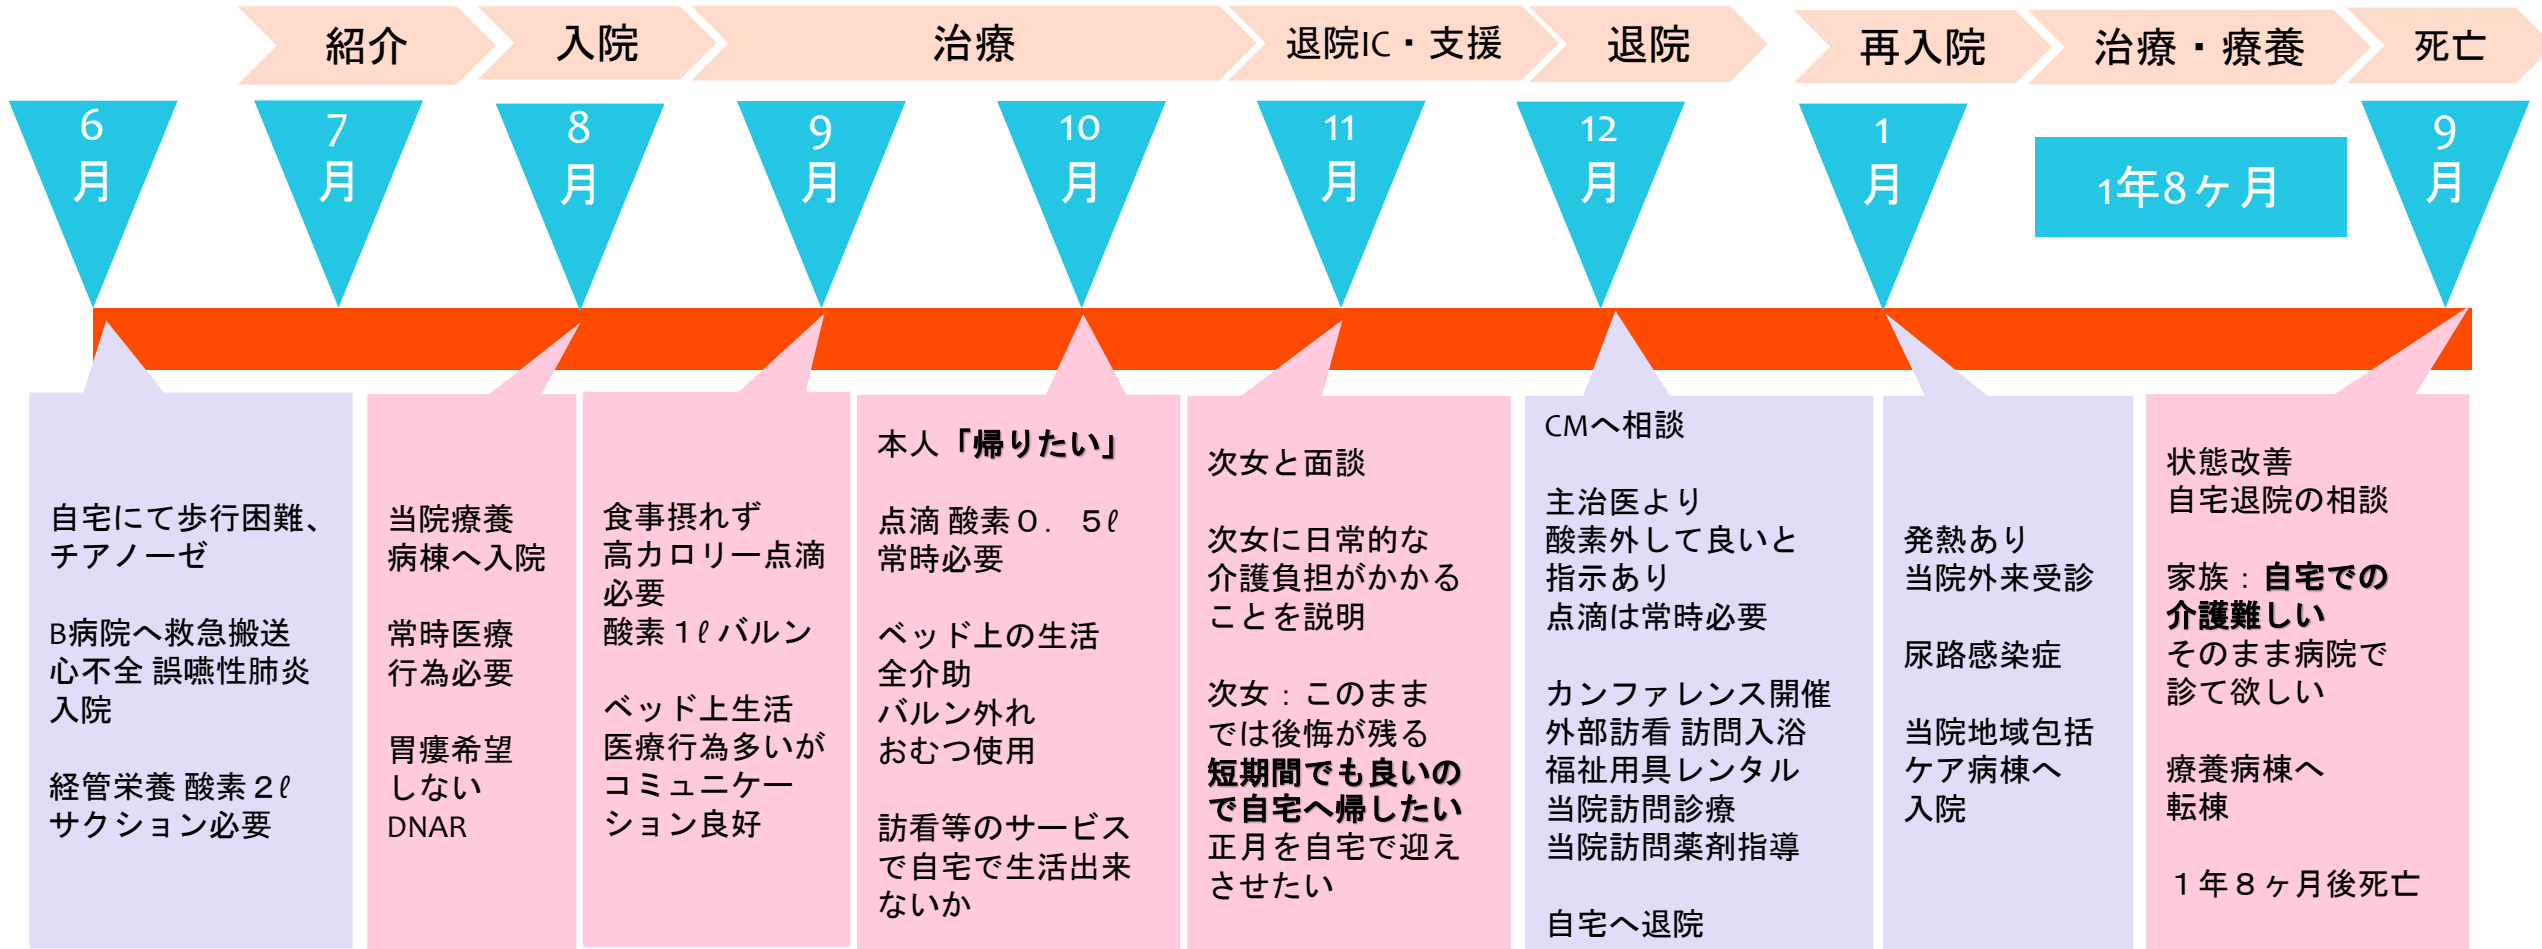 紹介
入院
治療
退院IC・支援
退院
再入院
治療・療養
死亡
6
月
7
月
8
月
9
月
10
月
11
月
12
月
1
月
1年8ヶ月
9
月
自宅にて歩行困難、
チアノーゼ
B病院へ救急搬送
心不全 誤嚥性肺炎
入院
経管栄養 酸素２ℓ
サクション必要
当院療養
病棟へ入院
常時医療
行為必要
胃瘻希望
しない
DNAR
食事摂れず
高カロリー点滴
必要
酸素１ℓ バルン
ベッド上生活
医療行為多いが
コミュニケー
ション良好
本人「帰りたい」
点滴 酸素０．５ℓ
常時必要
ベッド上の生活
全介助
バルン外れ
おむつ使用
訪看等のサービス
で自宅で生活出来
ないか
次女と面談
次女に日常的な
介護負担がかかる
ことを説明
次女：このまま
では後悔が残る
短期間でも良いの
で自宅へ帰したい
正月を自宅で迎え
させたい
CMへ相談
主治医より
酸素外して良いと
指示あり
点滴は常時必要
カンファレンス開催
外部訪看 訪問入浴
福祉用具レンタル
当院訪問診療
当院訪問薬剤指導
自宅へ退院
発熱あり
当院外来受診
尿路感染症
当院地域包括
ケア病棟へ
入院
状態改善
自宅退院の相談
家族：自宅での
介護難しい
そのまま病院で
診て欲しい
療養病棟へ
転棟
１年８ヶ月後死亡